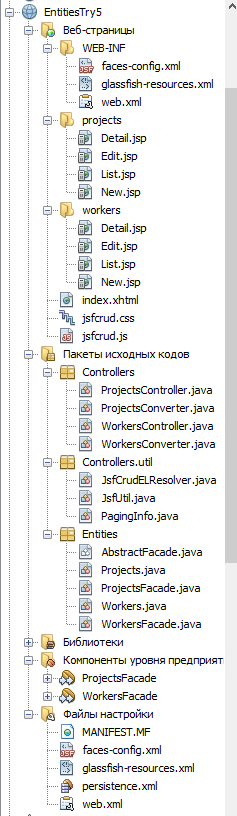 EntitiesTry5
Веб-страницы
WEB-INF
faces-config.xml
glassfish-resources.xml
web.xml
projects
Detail.jsp
Edit.jsp
List.jsp
New.jsp
workers
Detail.jsp
Edit.jsp
List.jsp
New.jsp
index.xhtml
jsfcrud.css
jsfcrud.js
Пакеты исходных кодов
Controllers
ProjectsController.java
ProjectsConverter.java
WorkersController.java
WorkersConverter.java
Controllers.util
JsfCrudELResolver.java
JsfUtil.java
PagingInfo.java
Entities
AbstractFacade.java
Projects.java
ProjectsFacade.java
Workers.java
WorkersFacade.java
Библиотеки
Компоненты уровня предприят
ProjectsFacade
WorkersFacade
Файлы настройки
MANIFEST.MF
faces-config.xml
glassfish-resources.xml
persistence.xml
web.xml